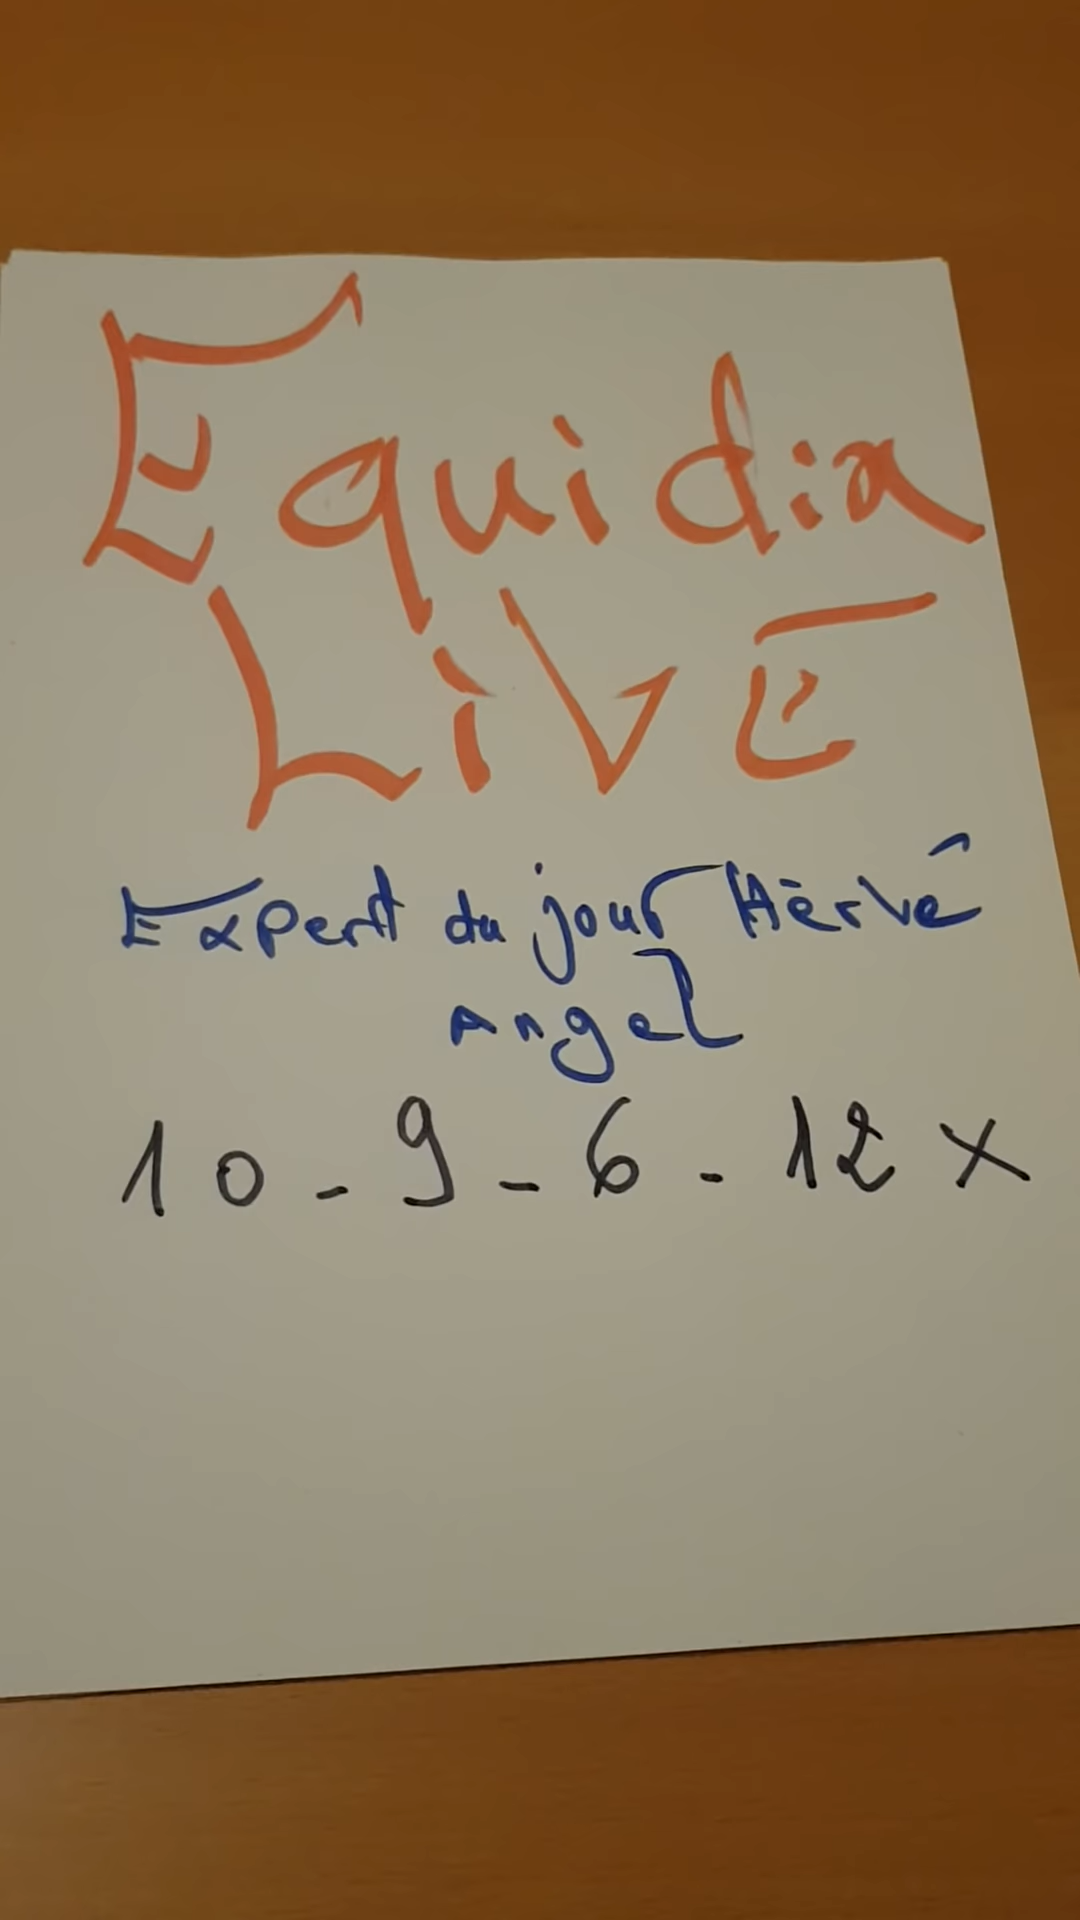 Equidia
LiVE
Expert du jour Hervé
Angel
10 - 9 - 6 - 12 x